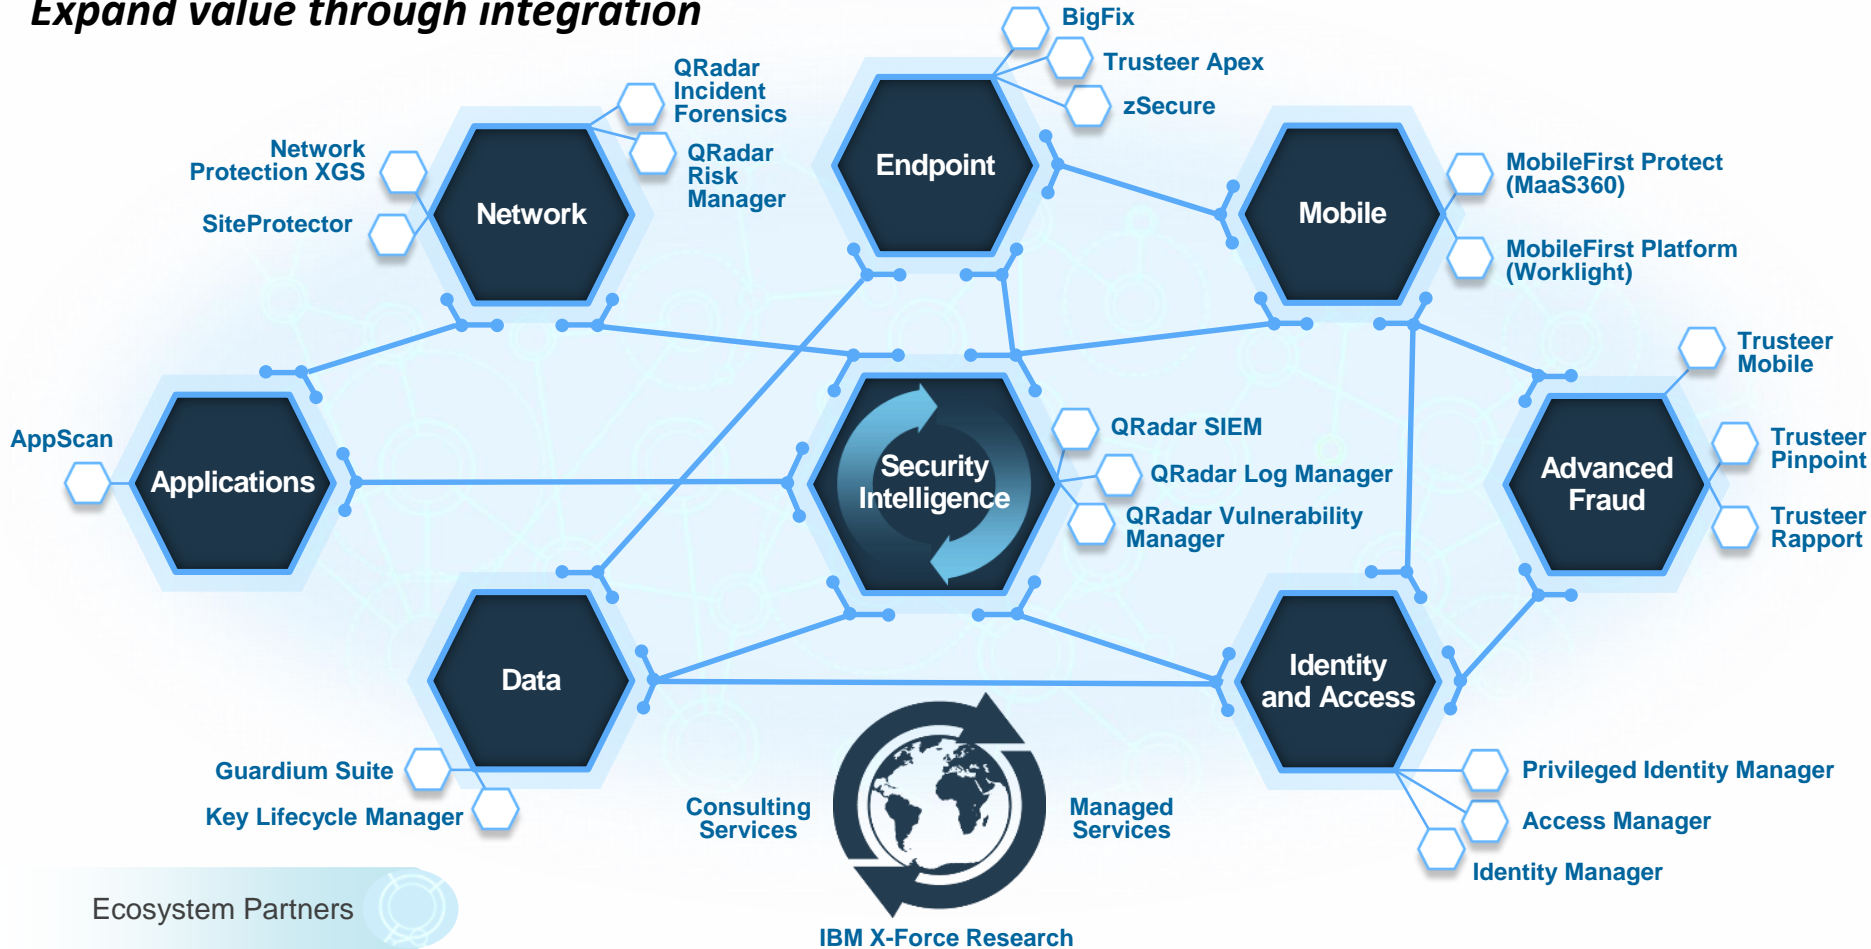 Expand value through integration
BigFix
Trusteer Apex
zSecure
Endpoint
QRadar
Incident
Forensics
QRadar
Risk
Manager
Network
Protection XGS
SiteProtector
Network
Mobile
MobileFirst Protect
(MaaS360)
MobileFirst Platform
(Worklight)
Trusteer
Mobile
Trusteer
Pinpoint
Trusteer
Rapport
Advanced
Fraud
AppScan
Applications
Security
Intelligence
QRadar SIEM
QRadar Log Manager
QRadar Vulnerability
Manager
Data
Guardium Suite
Key Lifecycle Manager
Identity
and Access
Privileged Identity Manager
Access Manager
Identity Manager
Consulting
Services
Managed
Services
IBM X-Force Research
Ecosystem Partners